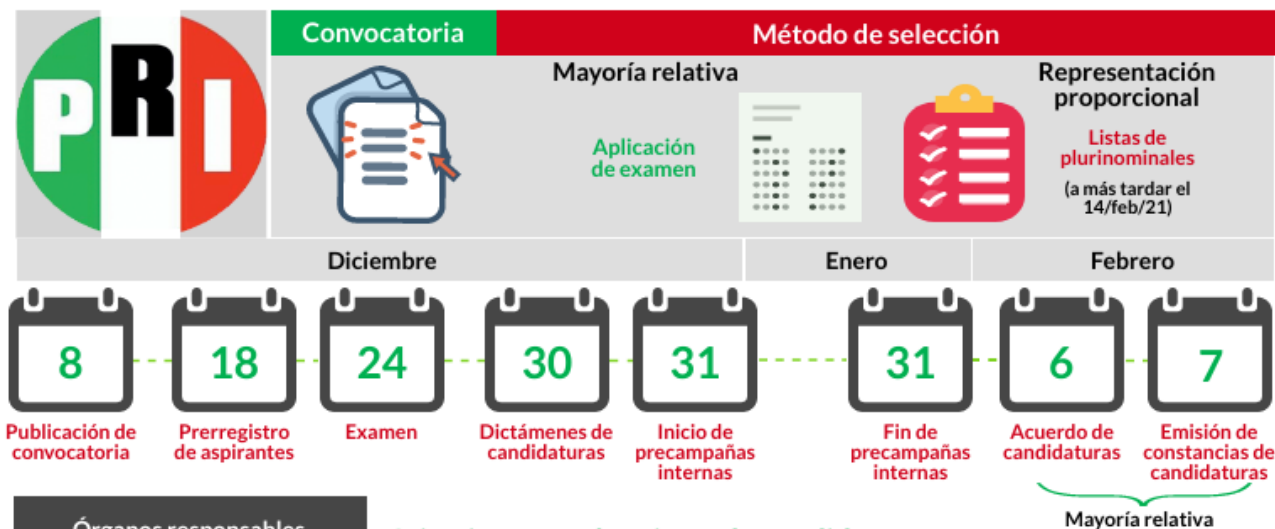 PRI
Convocatoria
Método de selección
Mayoría relativa
Aplicación
de examen
Representación
proporcional
Listas de
plurinominales
(a más tardar el
14/feb/21)
Diciembre
Enero
Febrero
8
Publicación de
convocatoria
18
Prerregistro
de aspirantes
24
Examen
30
Dictámenes de
candidaturas
31
Inicio de
precampañas
internas
31
Fin de
precampañas
internas
6
Acuerdo de
candidaturas
7
Emisión de
constancias de
candidaturas
Mayoría relativa
Órganos responsables